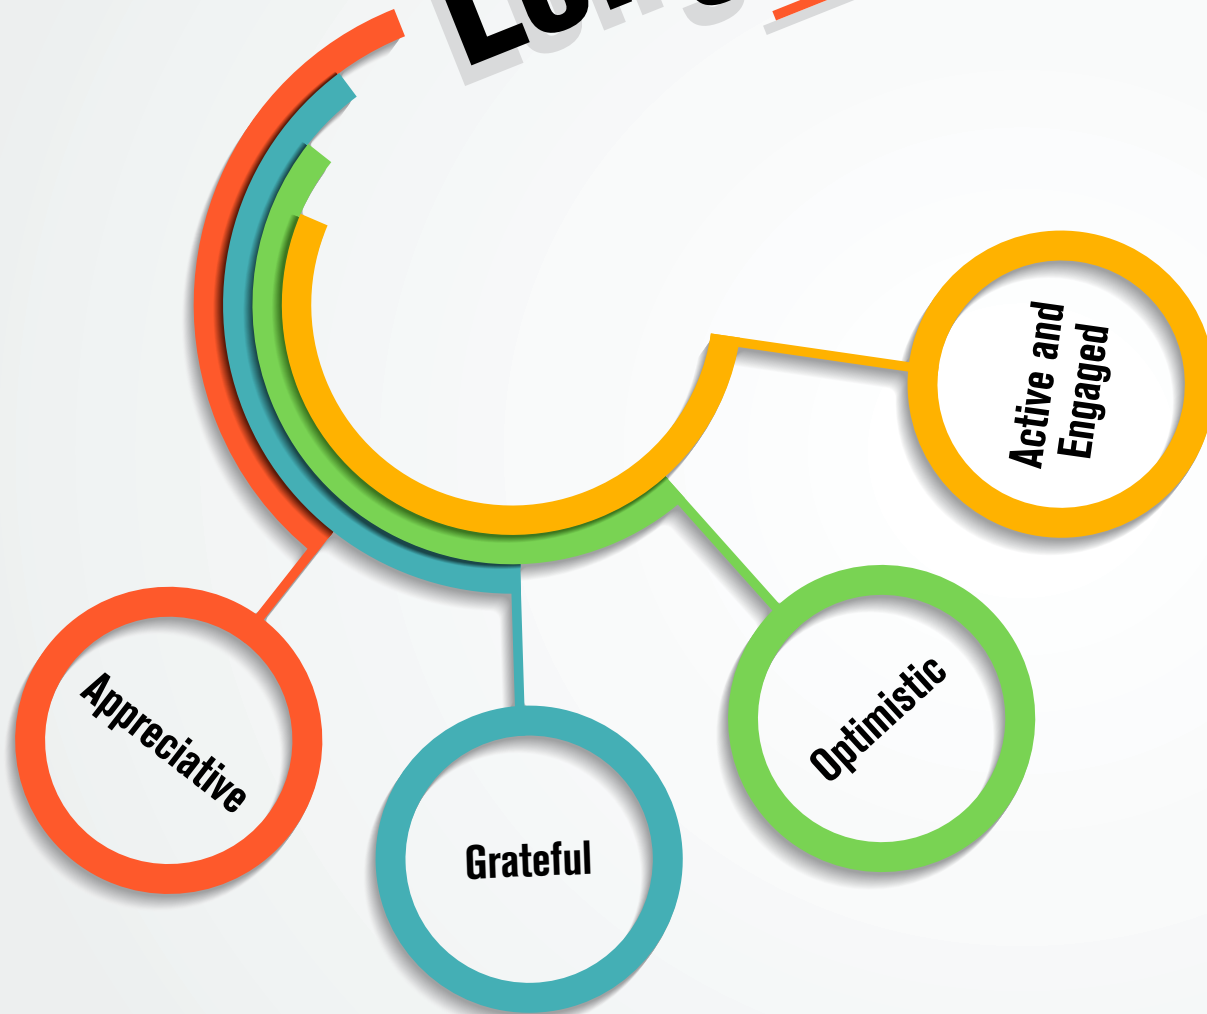 Appreciative
Grateful
Optimistic
Active and
Engaged